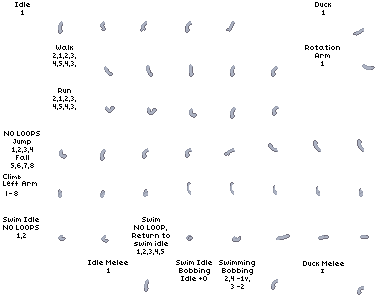 Idle
1
Duck
1
Walk
2,1,2,3,
4,5,4,3,
Rotation
Arm
1
Run
2,1,2,3,
4,5,4,3,
NO LOOPS
Jump
1,2,3,4
Fall
5,6,7,8
Climb
Left Arm
1-8
Swim Idle
NO LOOPS
1,2
Swim
NO LOOP,
Return to
swim idle
1,2,3,4,5
Idle Melee
1
Swim Idle
Bobbing
Idle +0
Swimming
Bobbing
2,4 -1v,
3 -2
Duck Melee
1